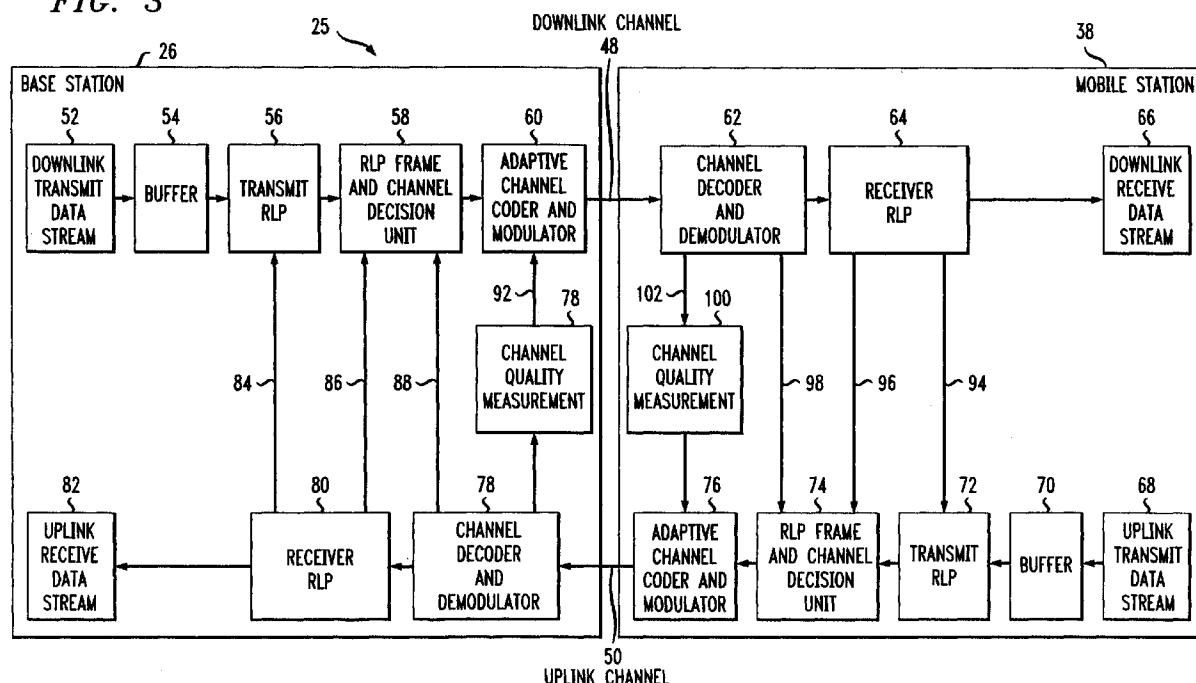 FIG. 3
DOWNLINK CHANNEL
25
48
26
38
BASE STATION
MOBILE STATION
52
54
56
58
60
62
64
66
DOWNLINK
TRANSMIT
DATA
STREAM
BUFFER
TRANSMIT
RLP
RLP FRAME
AND CHANNEL
DECISION
UNIT
ADAPTIVE
CHANNEL
CODER AND
MODULATOR
CHANNEL
DECODER
AND
DEMODULATOR
RECEIVER
RLP
DOWNLINK
RECEIVE
DATA
STREAM
92
78
CHANNEL
QUALITY
MEASUREMENT
102
100
CHANNEL
QUALITY
MEASUREMENT
84
86
88
98
96
94
82
80
78
76
74
72
70
68
UPLINK
RECEIVE
DATA
STREAM
RECEIVER
RLP
CHANNEL
DECODER
AND
DEMODULATOR
ADAPTIVE
CHANNEL
CODER AND
MODULATOR
RLP FRAME
AND CHANNEL
DECISION
UNIT
TRANSMIT
RLP
BUFFER
UPLINK
TRANSMIT
DATA
STREAM
50
UPLINK CHANNEL